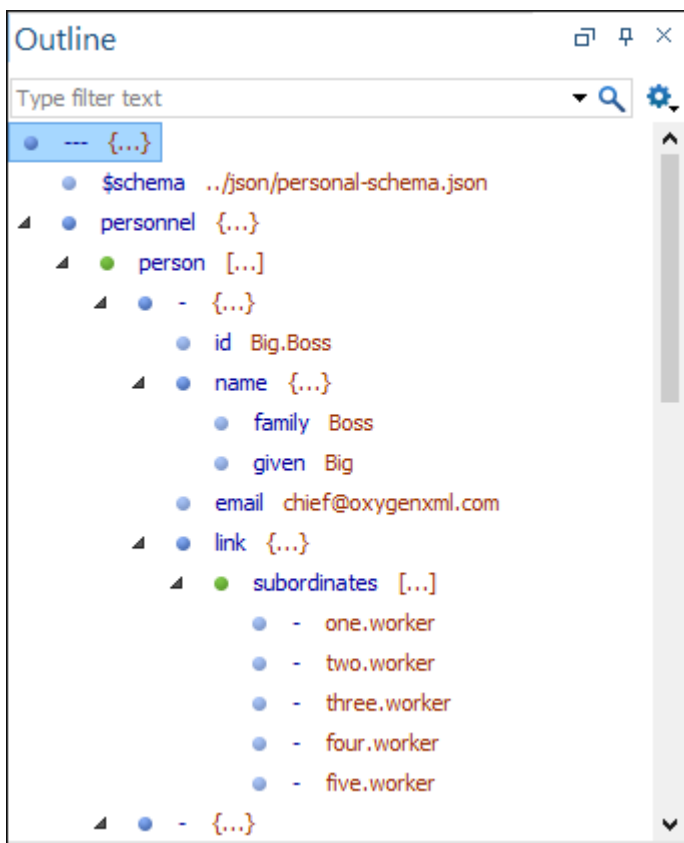 Outline
Type filter text
--- {...}
$schema ../json/personal-schema.json
personnel {...}
person [...]
- {...}
id Big.Boss
name {...}
family Boss
given Big
email chief@oxygenxml.com
link {...}
subordinates [...]
- one.worker
- two.worker
- three.worker
- four.worker
- five.worker
- {...}